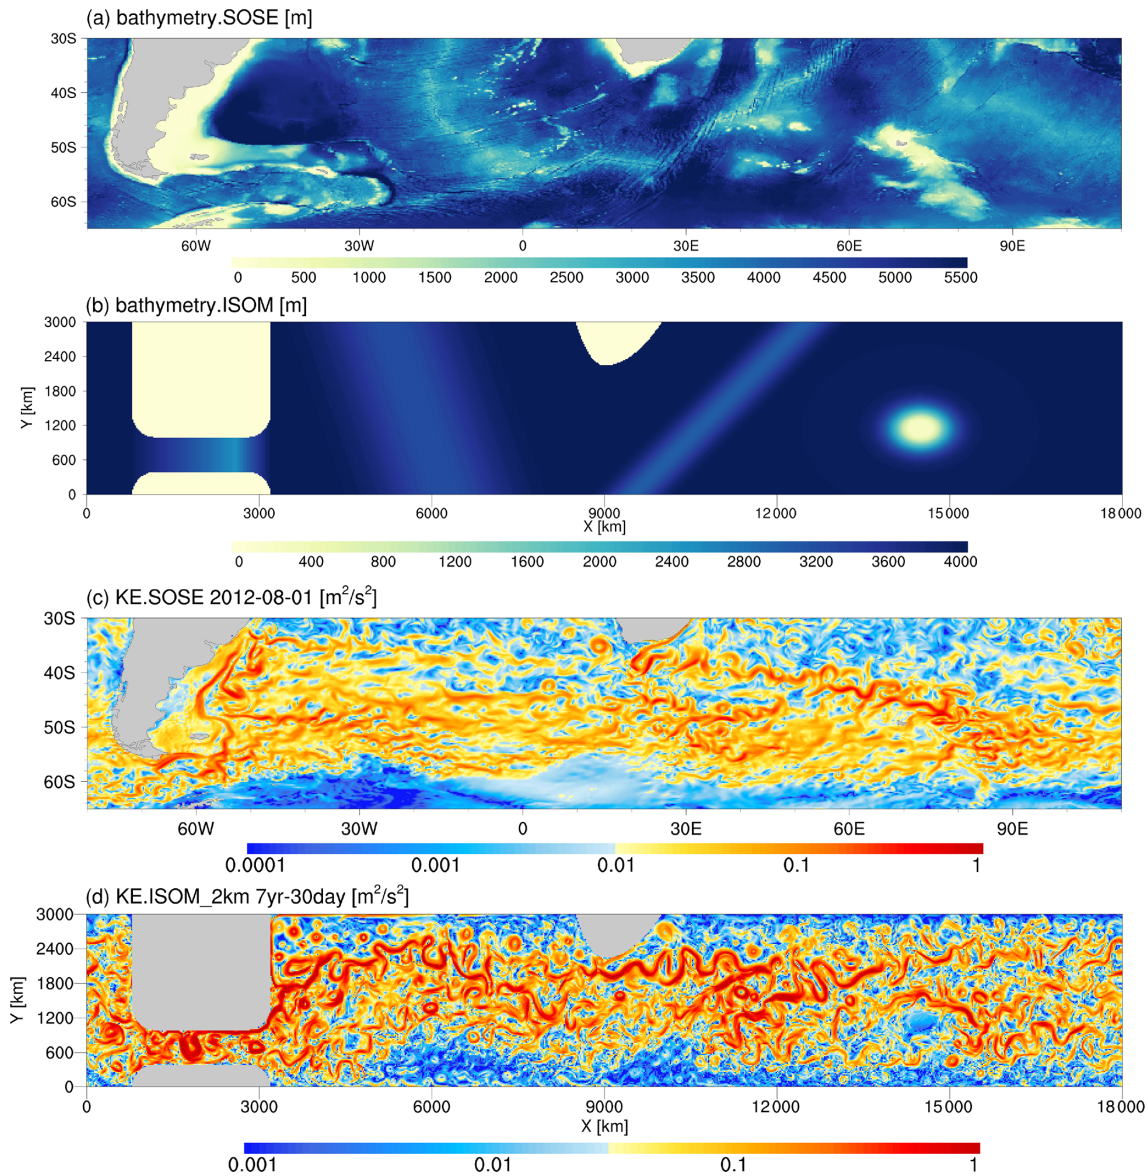 (a) bathymetry.SOSE [m]
30S
40S
50S
60S
60W 30W 0 30E 60E 90E
0 500 1000 1500 2000 2500 3000 3500 4000 4500 5000 5500
(b) bathymetry.ISOM [m]
3000
2400
1800
1200
600
0
Y [km]
0 3000 6000 9000 12000 15000 18000
X [km]
0 400 800 1200 1600 2000 2400 2800 3200 3600 4000
(c) KE.SOSE 2012-08-01 [m²/s²]
30S
40S
50S
60S
60W 30W 0 30E 60E 90E
0.0001 0.001 0.01 0.1 1
(d) KE.ISOM_2km 7yr-30day [m²/s²]
3000
2400
1800
1200
600
0
Y [km]
0 3000 6000 9000 12000 15000 18000
X [km]
0.001 0.01 0.1 1